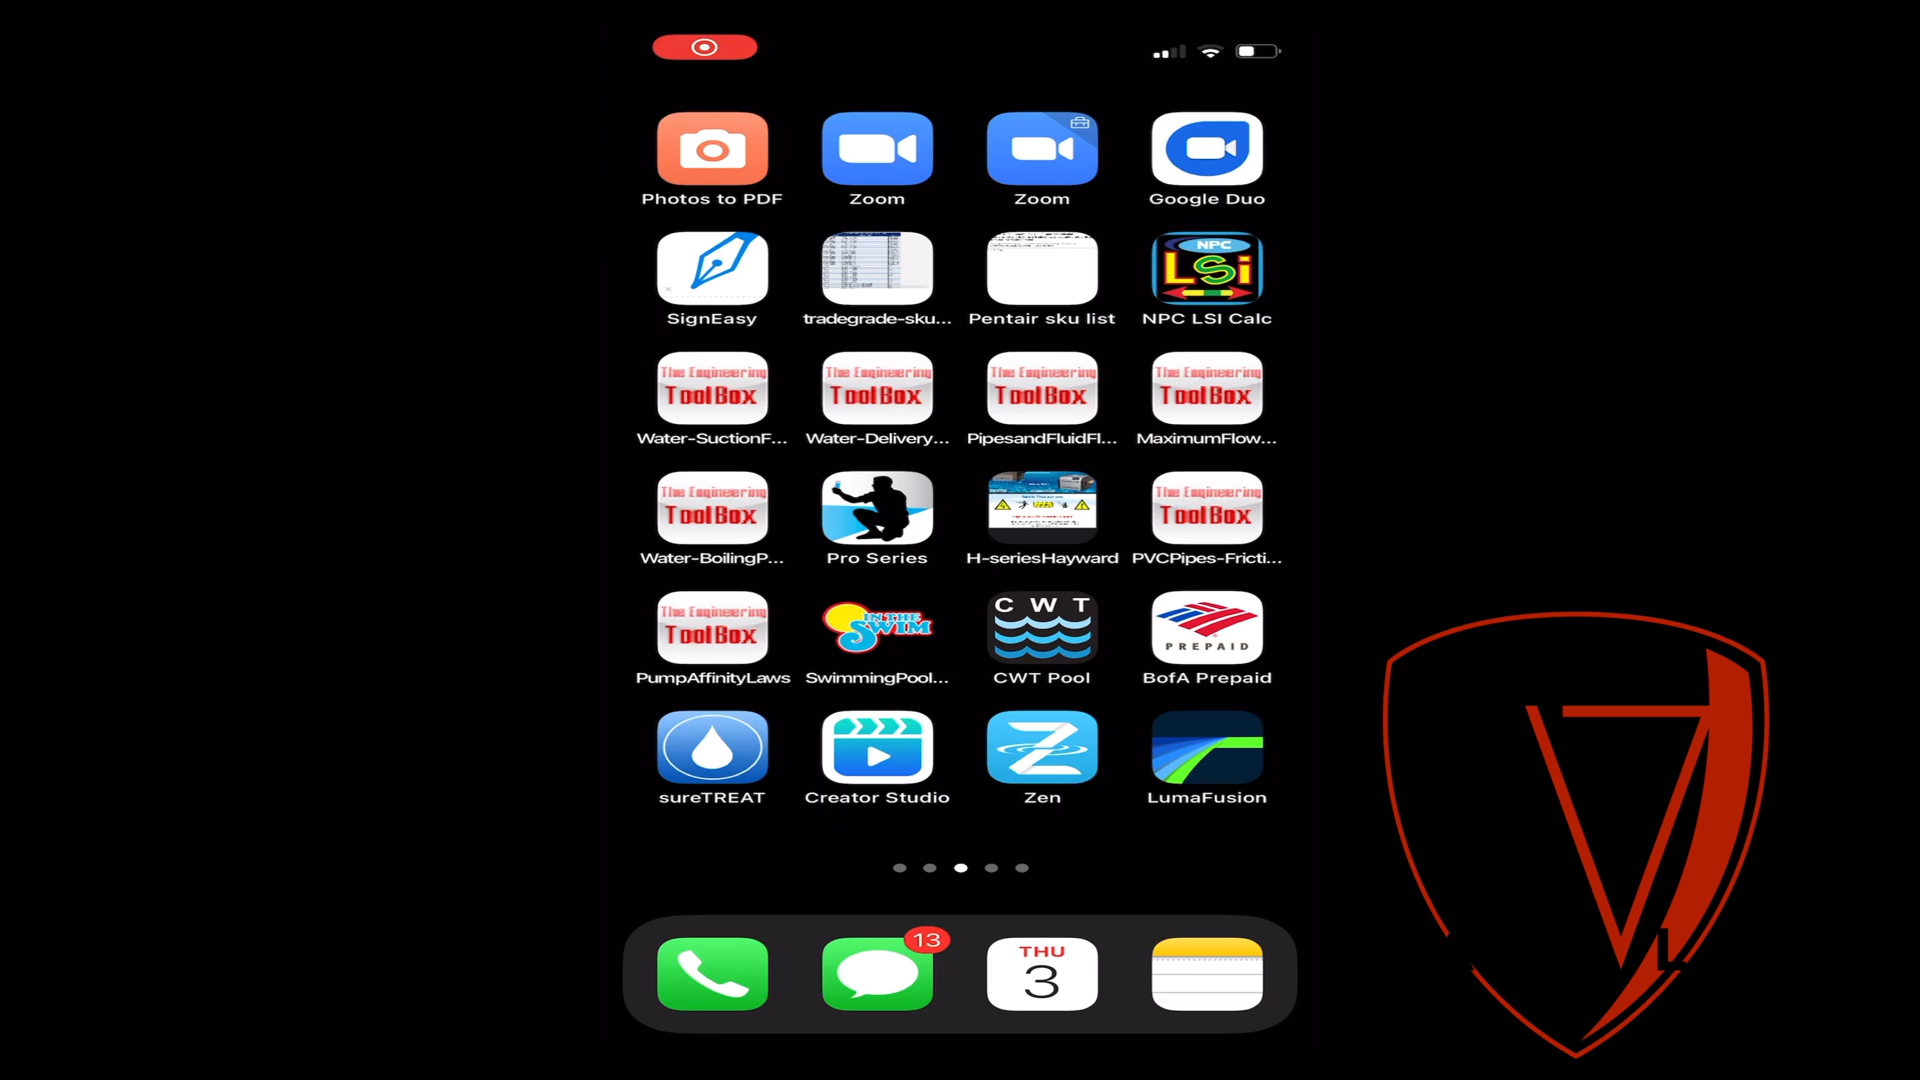 Photos to PDF
Zoom
Zoom
Google Duo
NPC
LSi
SignEasy
tradegrade-sku...
Pentair sku list
NPC LSI Calc
The Engineering
ToolBox
The Engineering
ToolBox
The Engineering
ToolBox
The Engineering
ToolBox
Water-SuctionF...
Water-Delivery...
PipesandFluidFl...
MaximumFlow...
The Engineering
ToolBox
The Engineering
ToolBox
Water-BoilingP...
Pro Series
H-seriesHayward
PVCPipes-Fricti...
The Engineering
ToolBox
IN THE
SWIM
CWT
PREPAID
PumpAffinityLaws
SwimmingPool...
CWT Pool
BofA Prepaid
sureTREAT
Creator Studio
Zen
LumaFusion
13
THU
3